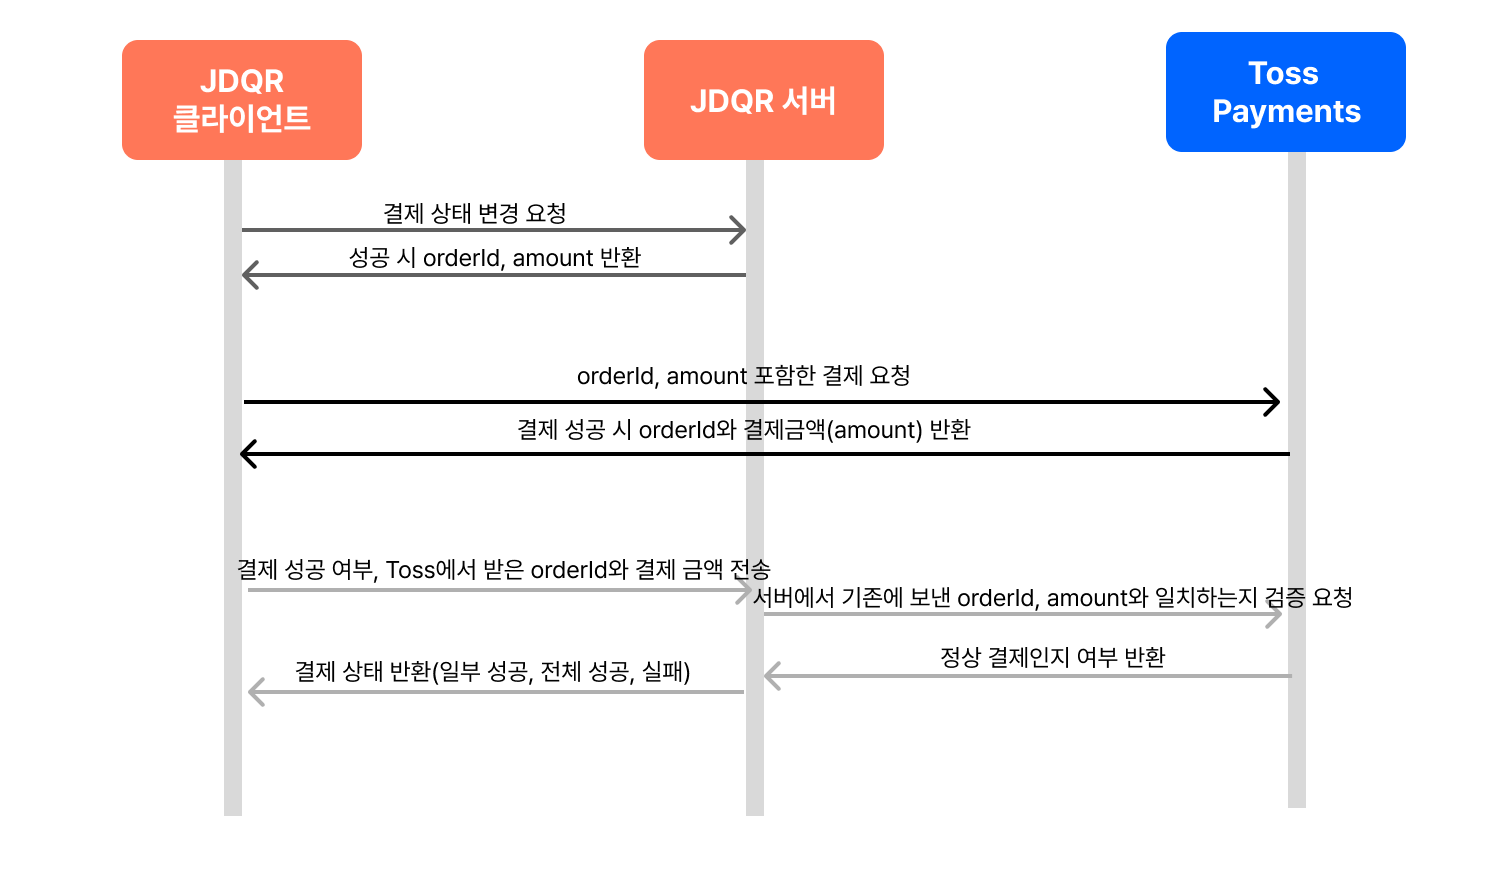 JDQR
클라이언트
JDQR 서버
Toss
Payments
결제 상태 변경 요청
성공 시 orderId, amount 반환
orderId, amount 포함한 결제 요청
결제 성공 시 orderId와 결제금액(amount) 반환
결제 성공 여부, Toss에서 받은 orderId와 결제 금액 전송
서버에서 기존에 보낸 orderId, amount와 일치하는지 검증 요청
정상 결제인지 여부 반환
결제 상태 반환(일부 성공, 전체 성공, 실패)